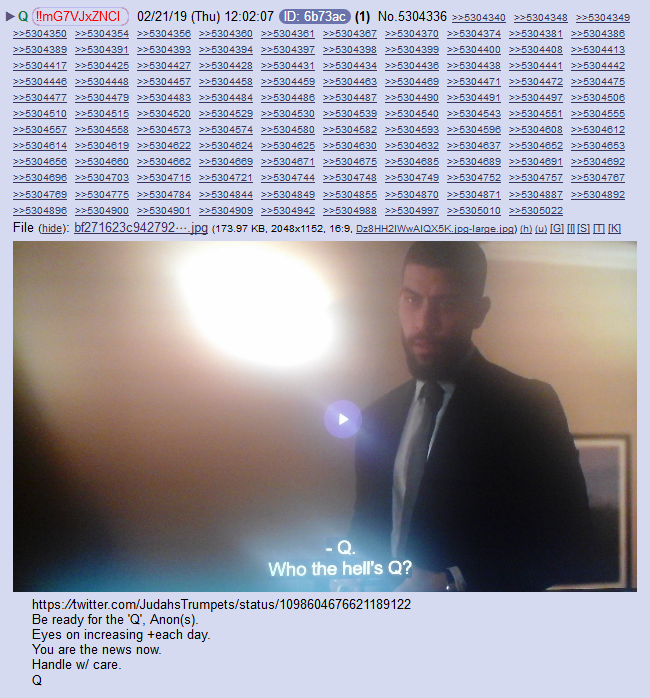 ▶ Q !!mG7VJxZNCI 02/21/19 (Thu) 12:02:07 ID: 6b73ac (1) No.5304336 >>5304340 >>5304348 >>5304349
>>5304350 >>5304354 >>5304356 >>5304360 >>5304361 >>5304367 >>5304370 >>5304374 >>5304381 >>5304386
>>5304389 >>5304391 >>5304393 >>5304394 >>5304397 >>5304398 >>5304399 >>5304400 >>5304408 >>5304413
>>5304417 >>5304425 >>5304427 >>5304428 >>5304431 >>5304434 >>5304436 >>5304438 >>5304441 >>5304442
>>5304446 >>5304448 >>5304457 >>5304458 >>5304459 >>5304463 >>5304469 >>5304471 >>5304472 >>5304475
>>5304477 >>5304479 >>5304483 >>5304484 >>5304486 >>5304487 >>5304490 >>5304491 >>5304497 >>5304506
>>5304510 >>5304515 >>5304520 >>5304529 >>5304530 >>5304539 >>5304540 >>5304543 >>5304551 >>5304555
>>5304557 >>5304558 >>5304573 >>5304574 >>5304580 >>5304582 >>5304593 >>5304596 >>5304608 >>5304612
>>5304614 >>5304619 >>5304622 >>5304624 >>5304625 >>5304630 >>5304632 >>5304637 >>5304652 >>5304653
>>5304656 >>5304660 >>5304662 >>5304669 >>5304671 >>5304675 >>5304685 >>5304689 >>5304691 >>5304692
>>5304696 >>5304703 >>5304715 >>5304721 >>5304744 >>5304748 >>5304749 >>5304752 >>5304757 >>5304767
>>5304769 >>5304775 >>5304784 >>5304844 >>5304849 >>5304855 >>5304870 >>5304871 >>5304887 >>5304892
>>5304896 >>5304900 >>5304901 >>5304909 >>5304942 >>5304988 >>5304997 >>5305010 >>5305022
File (hide): bf271623c942792⋯.jpg (173.97 KB, 2048x1152, 16:9, Dz8HH2IWwAIQX5K.jpg-large.jpg) (h) (u) [G] [I] [S] [T] [K]
- Q.
Who the hell's Q?
https://twitter.com/JudahsTrumpets/status/1098604676621189122
Be ready for the 'Q', Anon(s).
Eyes on increasing +each day.
You are the news now.
Handle w/ care.
Q